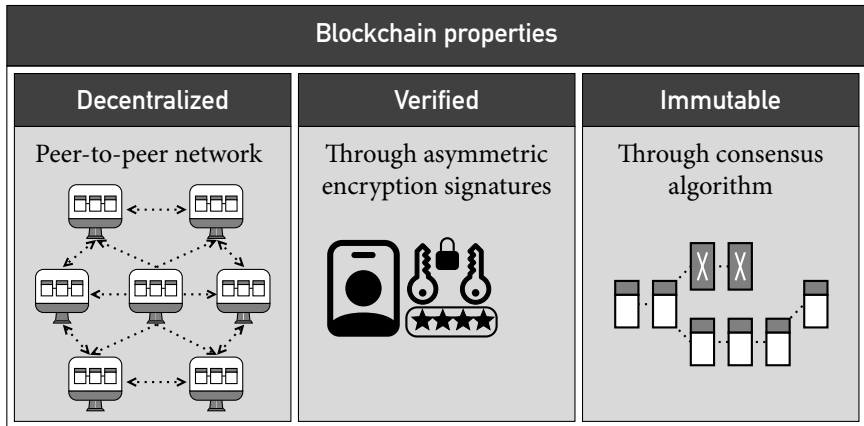 Blockchain properties
Decentralized
Peer-to-peer network
Verified
Through asymmetric
encryption signatures
Immutable
Through consensus
algorithm